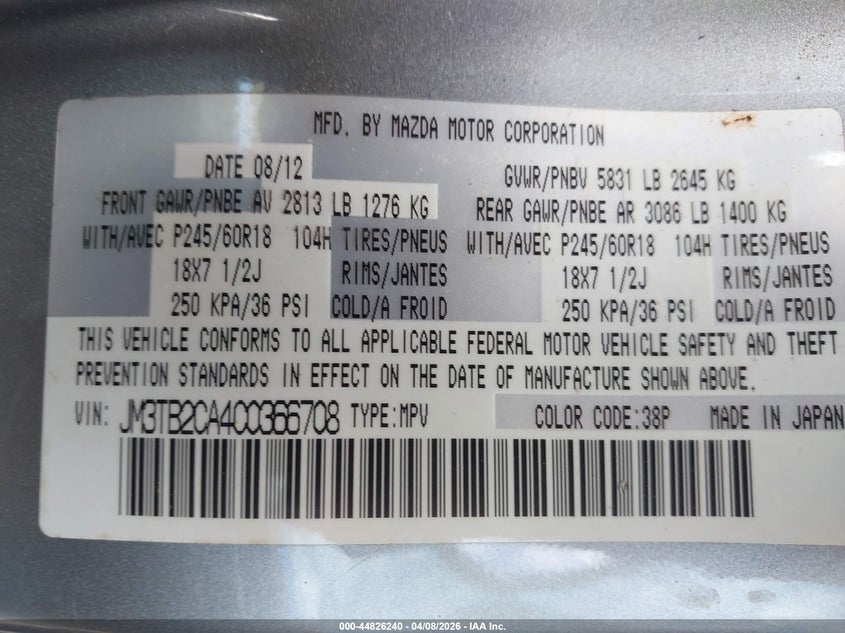 MFD. BY MAZDA MOTOR CORPORATION
DATE 08/12 GVWR/PNBV 5831 LB 2645 KG
FRONT GAWR/PNBE AV 2813 LB 1276 KG REAR GAWR/PNBE AR 3086 LB 1400 KG
WITH/AVEC P245/60R18 104H TIRES/PNEUS WITH/AVEC P245/60R18 104H TIRES/PNEUS
18X7 1/2J RIMS/JANTES 18X7 1/2J RIMS/JANTES
250 KPA/36 PSI COLD/A FROID 250 KPA/36 PSI COLD/A FROID
THIS VEHICLE CONFORMS TO ALL APPLICABLE FEDERAL MOTOR VEHICLE SAFETY AND THEFT
PREVENTION STANDARDS IN EFFECT ON THE DATE OF MANUFACTURE SHOWN ABOVE.
VIN: JM3TB2CA4C0366708 TYPE:MPV COLOR CODE:38P MADE IN JAPAN
000-44826240 - 04/08/2026 - IAA Inc.